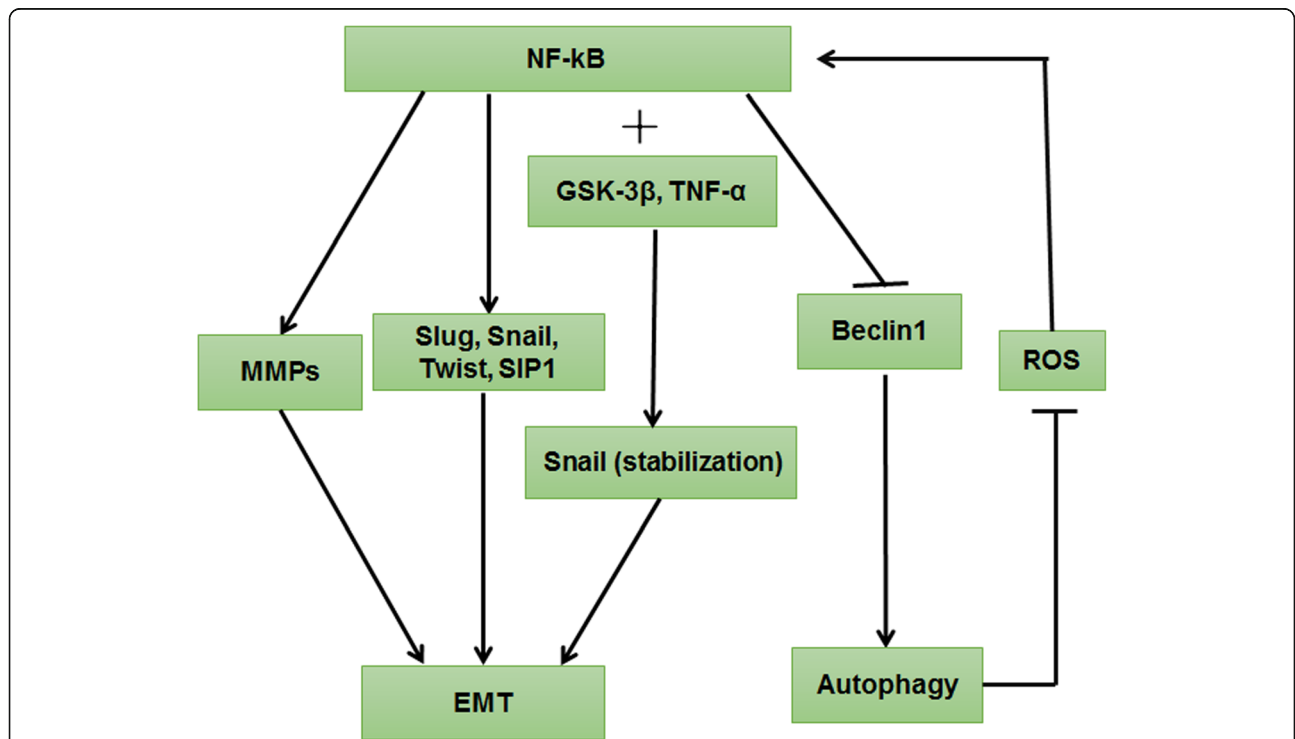 NF-kB
+
GSK-3β, TNF-α
Beclin1
Slug, Snail,
Twist, SIP1
MMPs
ROS
Snail (stabilization)
Autophagy
EMT